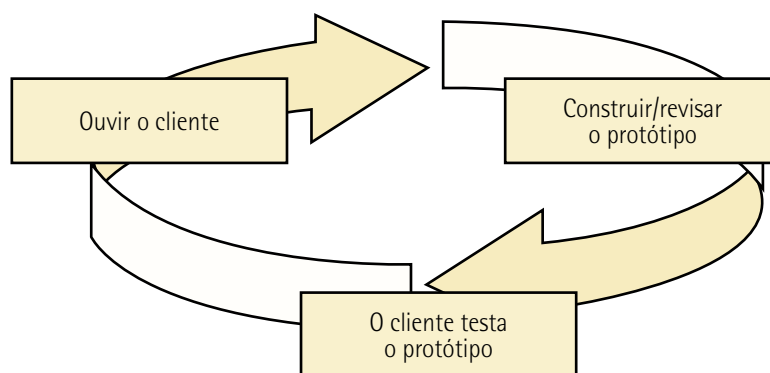 Ouvir o cliente
Construir/revisar
o protótipo
O cliente testa
o protótipo